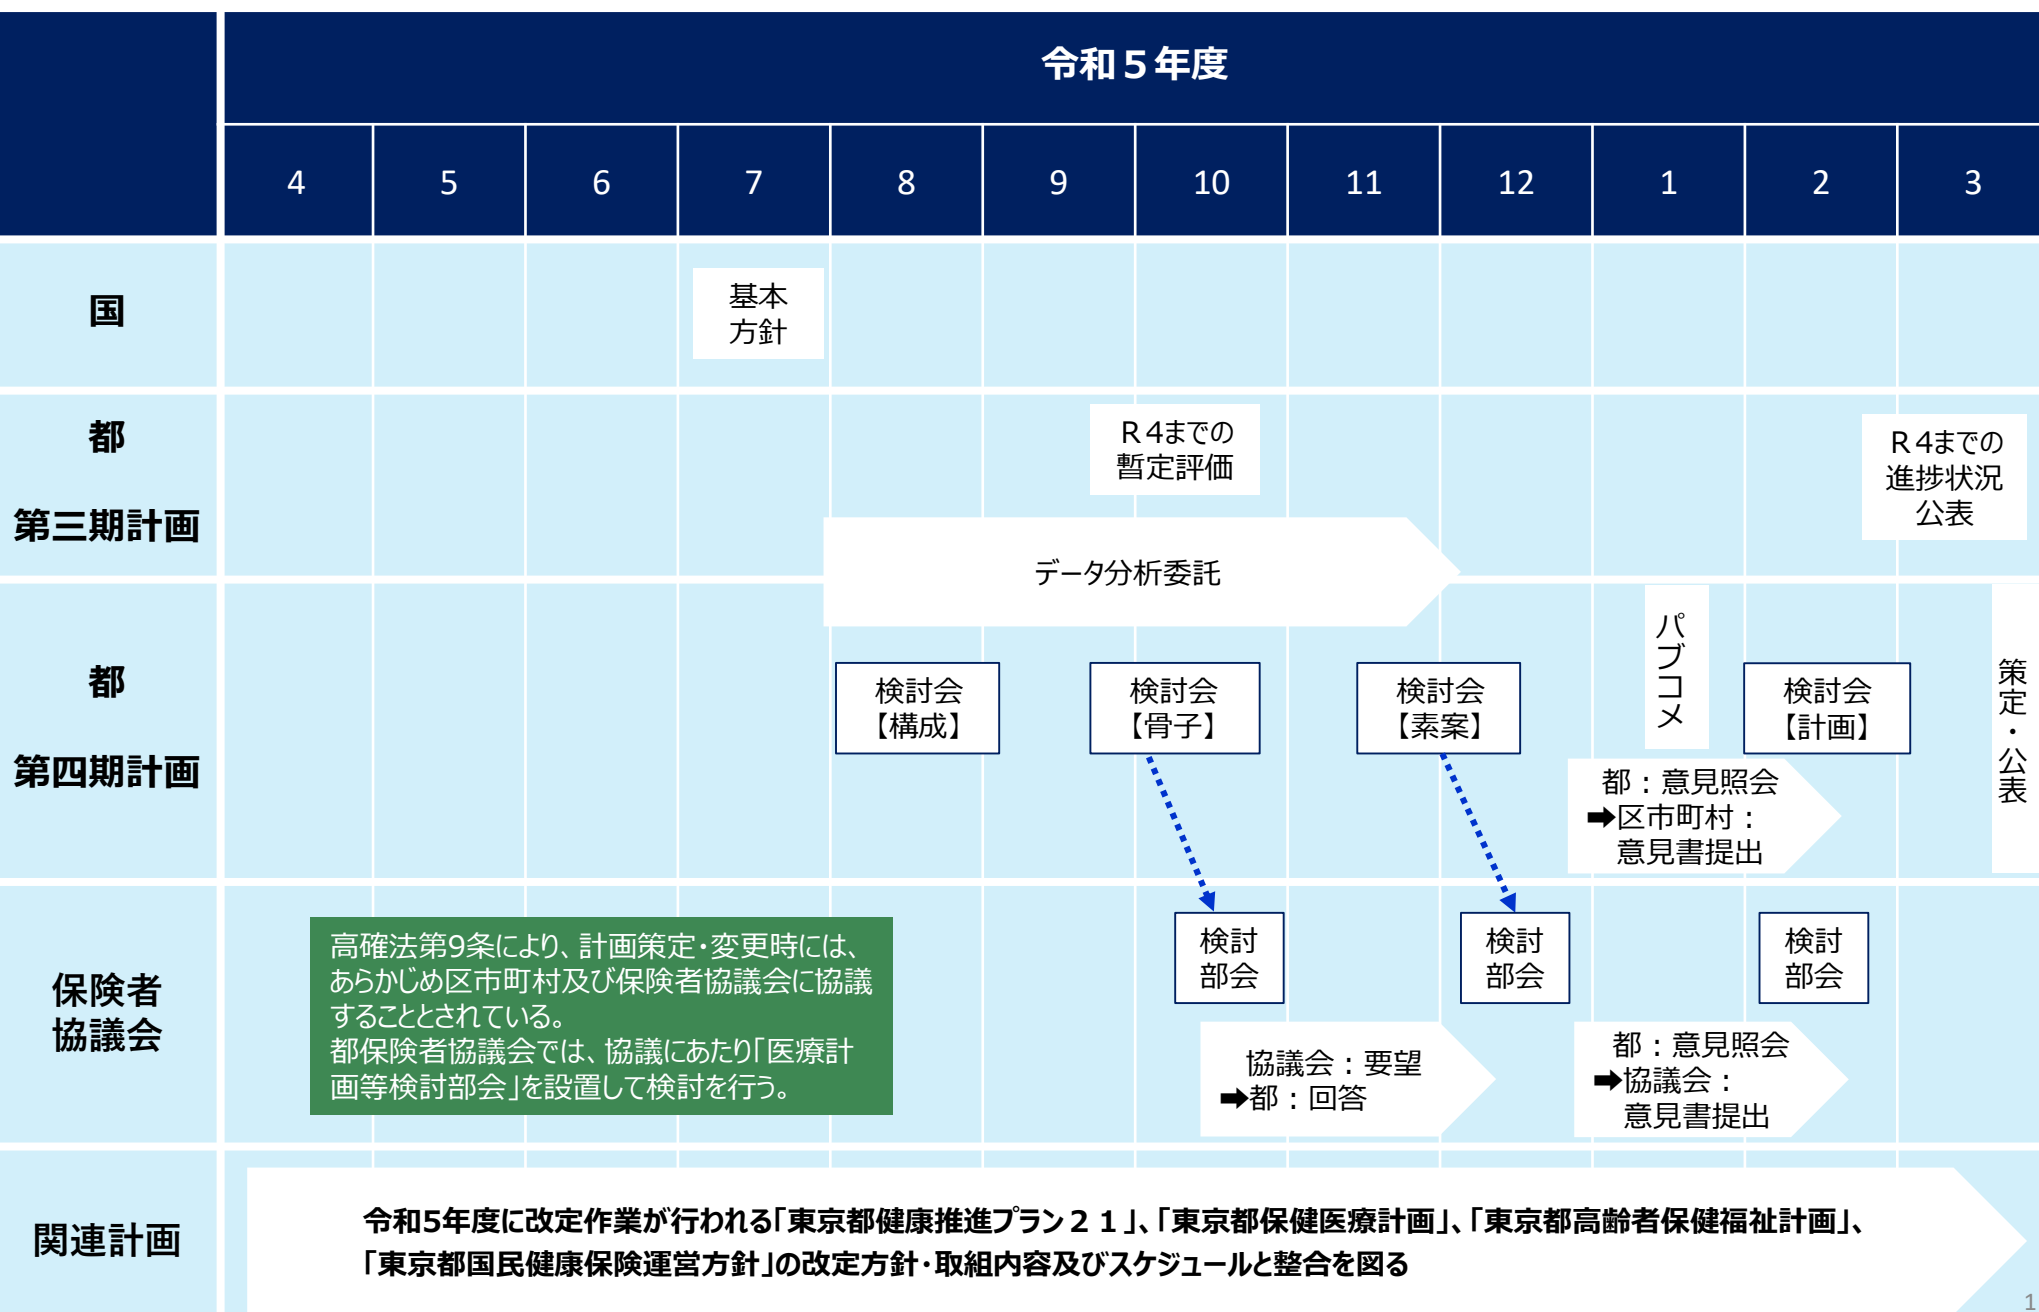 令和５年度
4
5
6
7
8
9
10
11
12
1
2
3
国
基本
方針
都
第三期計画
Ｒ4までの
暫定評価
Ｒ4までの
進捗状況
公表
データ分析委託
都
第四期計画
検討会
【構成】
検討会
【骨子】
検討会
【素案】
パブコメ
検討会
【計画】
策定・公表
都：意見照会
➡区市町村：
意見書提出
保険者
協議会
高確法第9条により、計画策定・変更時には、
あらかじめ区市町村及び保険者協議会に協議
することとされている。
都保険者協議会では、協議にあたり「医療計
画等検討部会」を設置して検討を行う。
検討
部会
検討
部会
検討
部会
協議会：要望
➡都：回答
都：意見照会
➡協議会：
意見書提出
関連計画
令和5年度に改定作業が行われる「東京都健康推進プラン２１」、「東京都保健医療計画」、「東京都高齢者保健福祉計画」、
「東京都国民健康保険運営方針」の改定方針・取組内容及びスケジュールと整合を図る
1